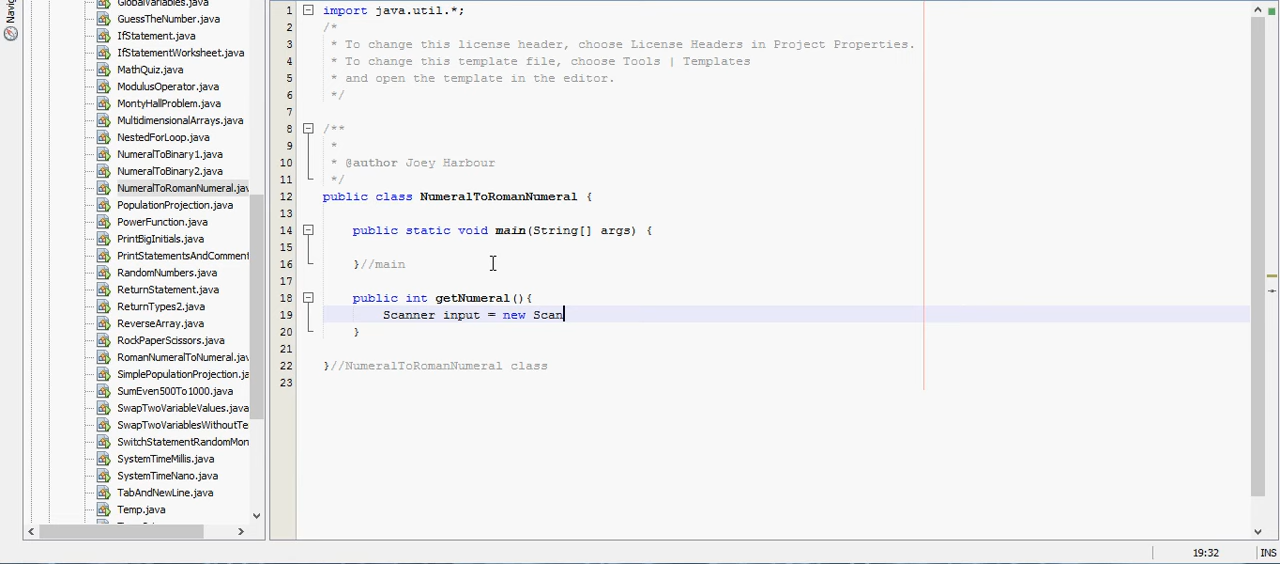 Navig
GlobalVariables.java
GuessTheNumber.java
IfStatement.java
IfStatementWorksheet.java
MathQuiz.java
ModulusOperator.java
MontyHallProblem.java
MultidimensionalArrays.java
NestedForLoop.java
NumeralToBinary1.java
NumeralToBinary2.java
NumeralToRomanNumeral.jav
PopulationProjection.java
PowerFunction.java
PrintBigInitials.java
PrintStatementsAndComment
RandomNumbers.java
ReturnStatement.java
ReturnTypes2.java
ReverseArray.java
RockPaperScissors.java
RomanNumeralToNumeral.java
SimplePopulationProjection.ja
SumEven500To1000.java
SwapTwoVariableValues.java
SwapTwoVariablesWithoutTe
SwitchStatementRandomMon
SystemTimeMillis.java
SystemTimeNano.java
TabAndNewLine.java
Temp.java
1 import java.util.*;
2 /*
3 * To change this license header, choose License Headers in Project Properties.
4 * To change this template file, choose Tools | Templates
5 * and open the template in the editor.
6 */
7
8 /**
9 *
10 * @author Joey Harbour
11 */
12 public class NumeralToRomanNumeral {
13
14 public static void main(String[] args) {
15
16 }//main
17
18 public int getNumeral(){
19 Scanner input = new Scan
20 }
21
22 }//NumeralToRomanNumeral class
23
19:32
INS